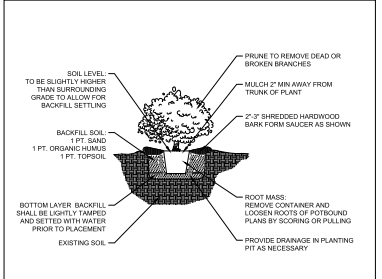 SOIL LEVEL:
TO BE SLIGHTLY HIGHER
THAN SURROUNDING
GRADE TO ALLOW FOR
BACKFILL SETTLING
BACKFILL SOIL:
1 PT. SAND
1 PT. ORGANIC HUMUS
1 PT. TOPSOIL
BOTTOM LAYER BACKFILL
SHALL BE LIGHTLY TAMPED
AND SETTED WITH WATER
PRIOR TO PLACEMENT
EXISTING SOIL
PRUNE TO REMOVE DEAD OR
BROKEN BRANCHES
MULCH 2" MIN AWAY FROM
TRUNK OF PLANT
2"-3" SHREDDED HARDWOOD
BARK FORM SAUCER AS SHOWN
ROOT MASS:
REMOVE CONTAINER AND
LOOSEN ROOTS OF POTBOUND
PLANS BY SCORING OR PULLING
PROVIDE DRAINAGE IN PLANTING
PIT AS NECESSARY